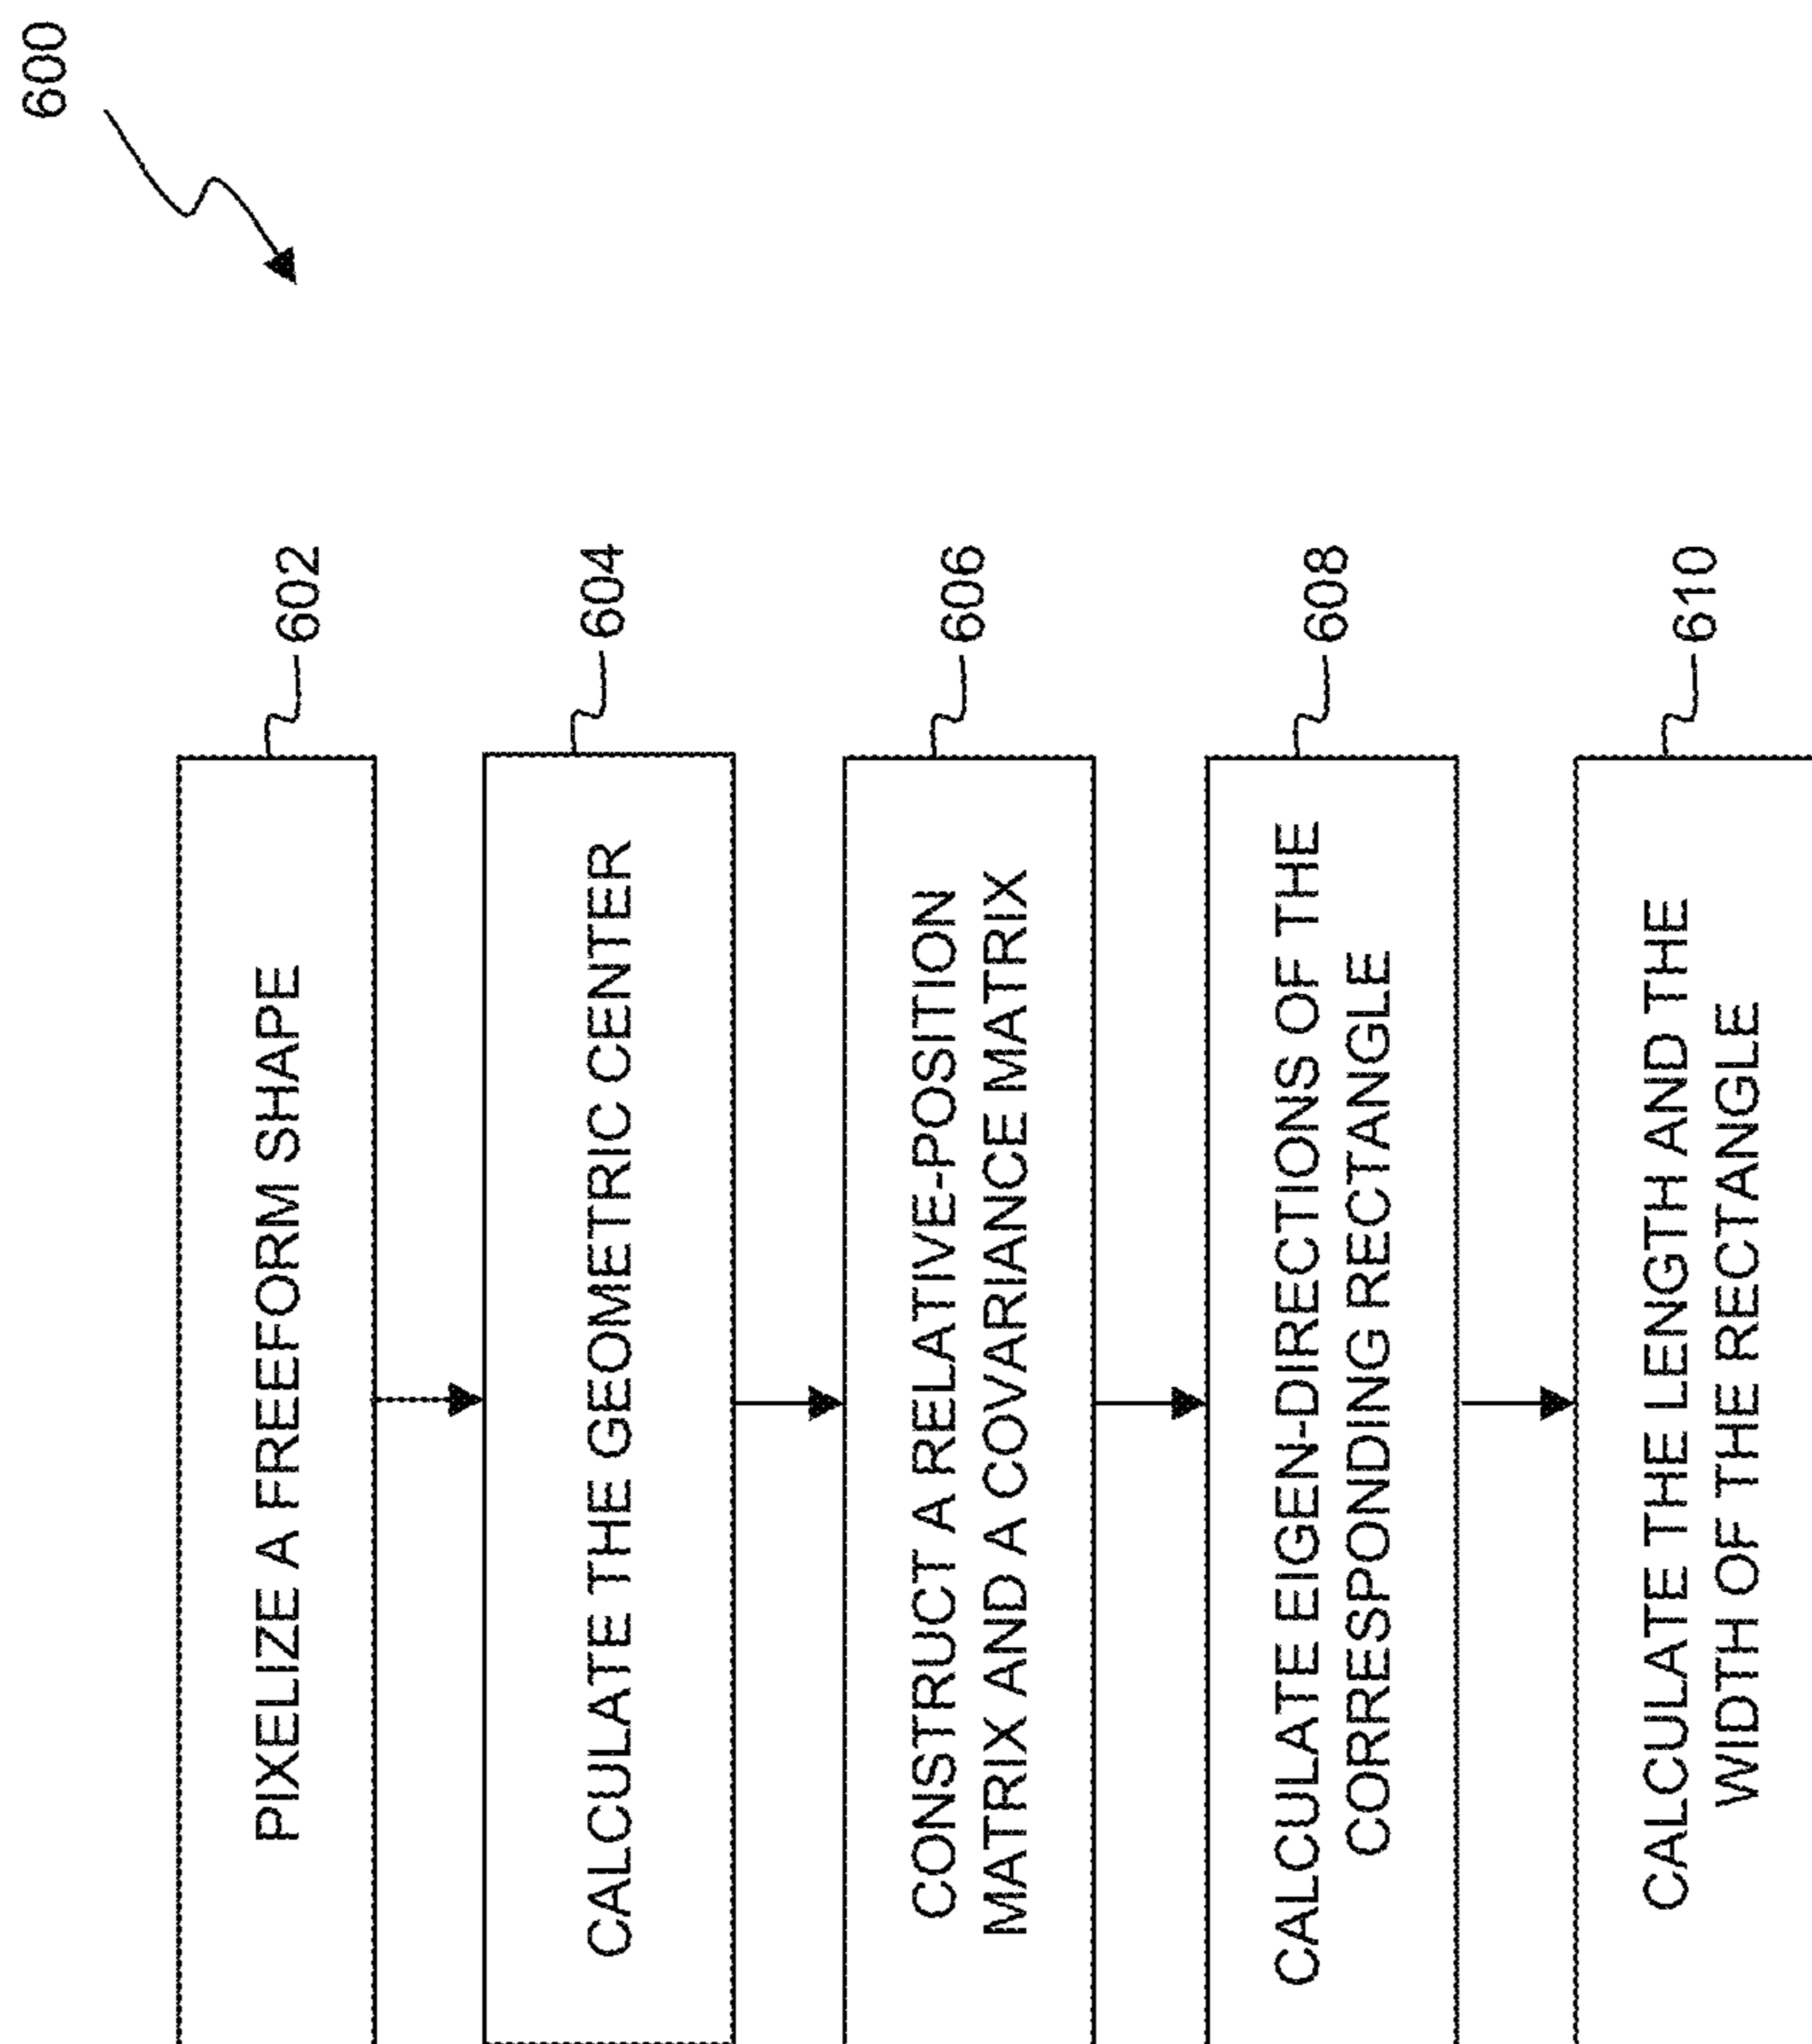 600
PIXELIZE A FREEFORM SHAPE
602
CALCULATE THE GEOMETRIC CENTER
604
CONSTRUCT A RELATIVE-POSITION
MATRIX AND A COVARIANCE MATRIX
606
CALCULATE EIGEN-DIRECTIONS OF THE
CORRESPONDING RECTANGLE
608
CALCULATE THE LENGTH AND THE
WIDTH OF THE RECTANGLE
610